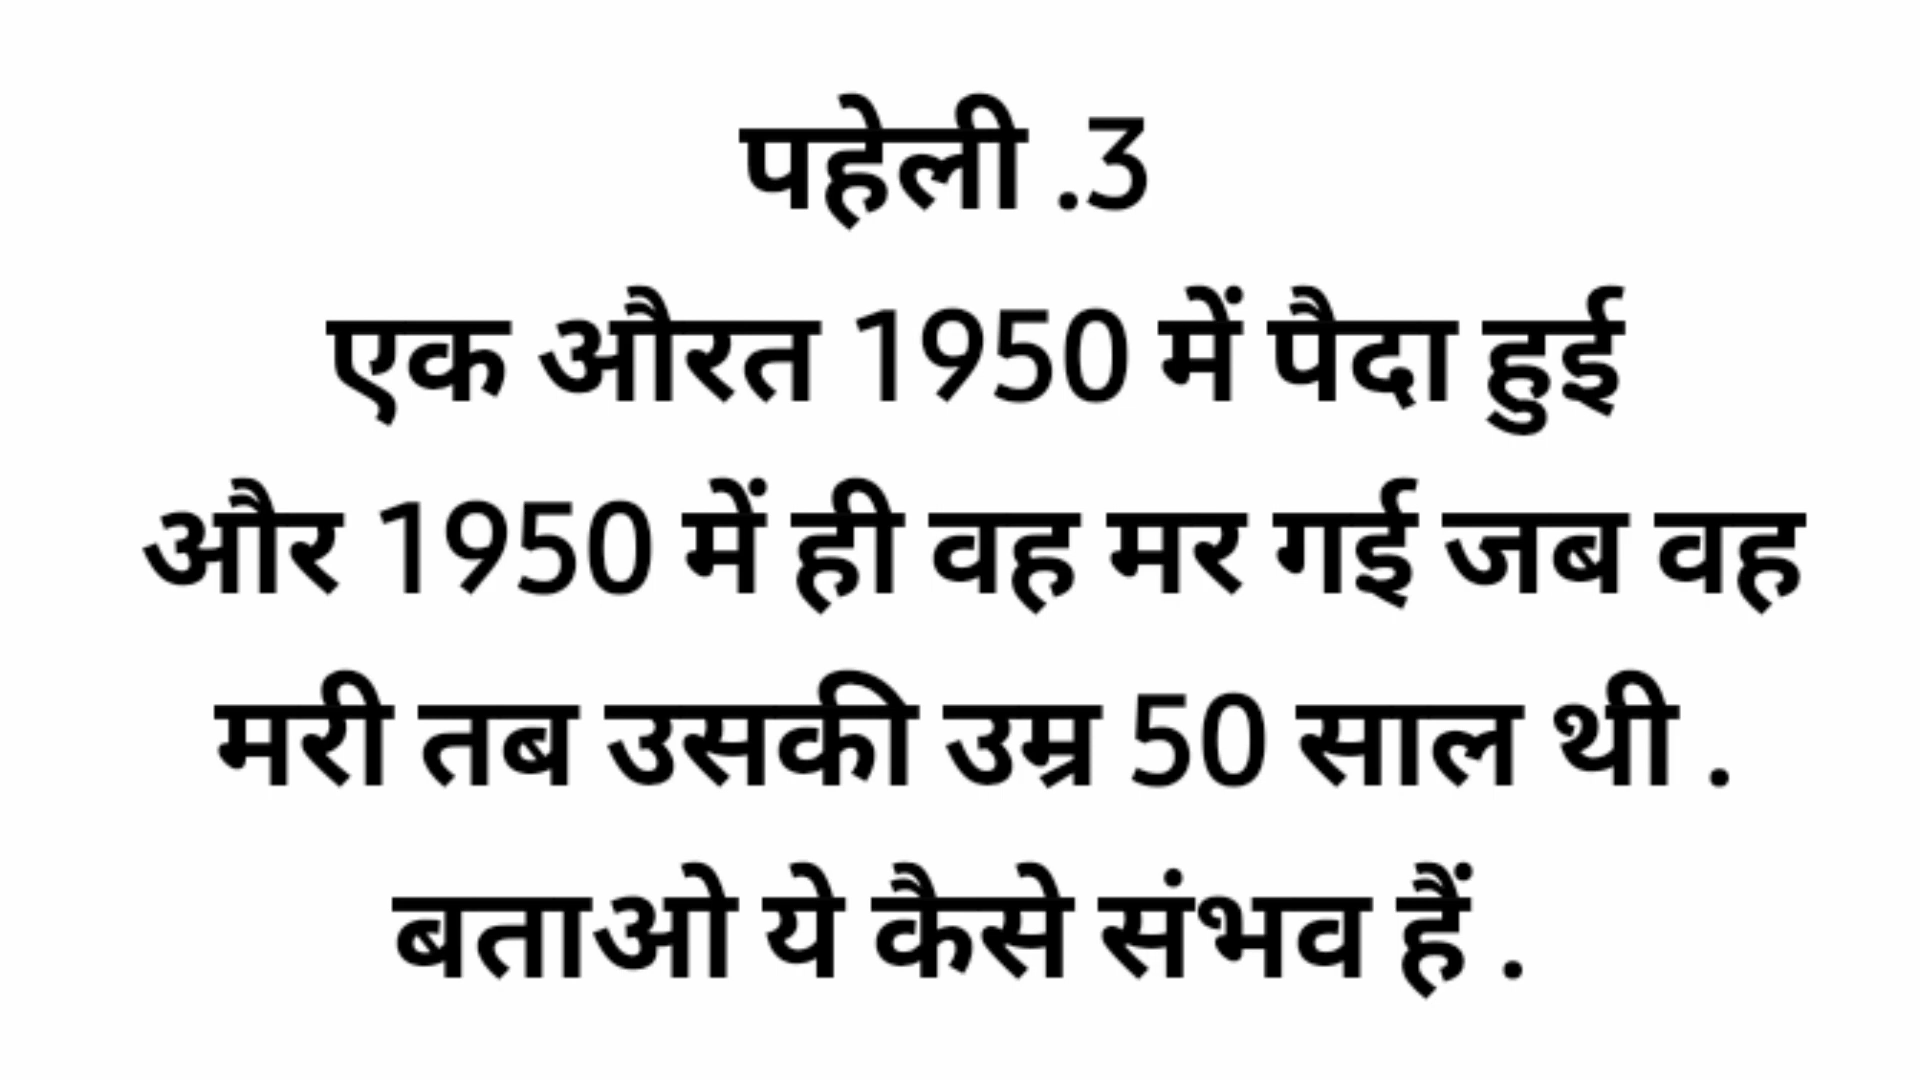 पहेली .3
एक औरत 1950 में पैदा हुई
और 1950 में ही वह मर गई जब वह
मरी तब उसकी उम्र 50 साल थी .
बताओ ये कैसे संभव हैं .